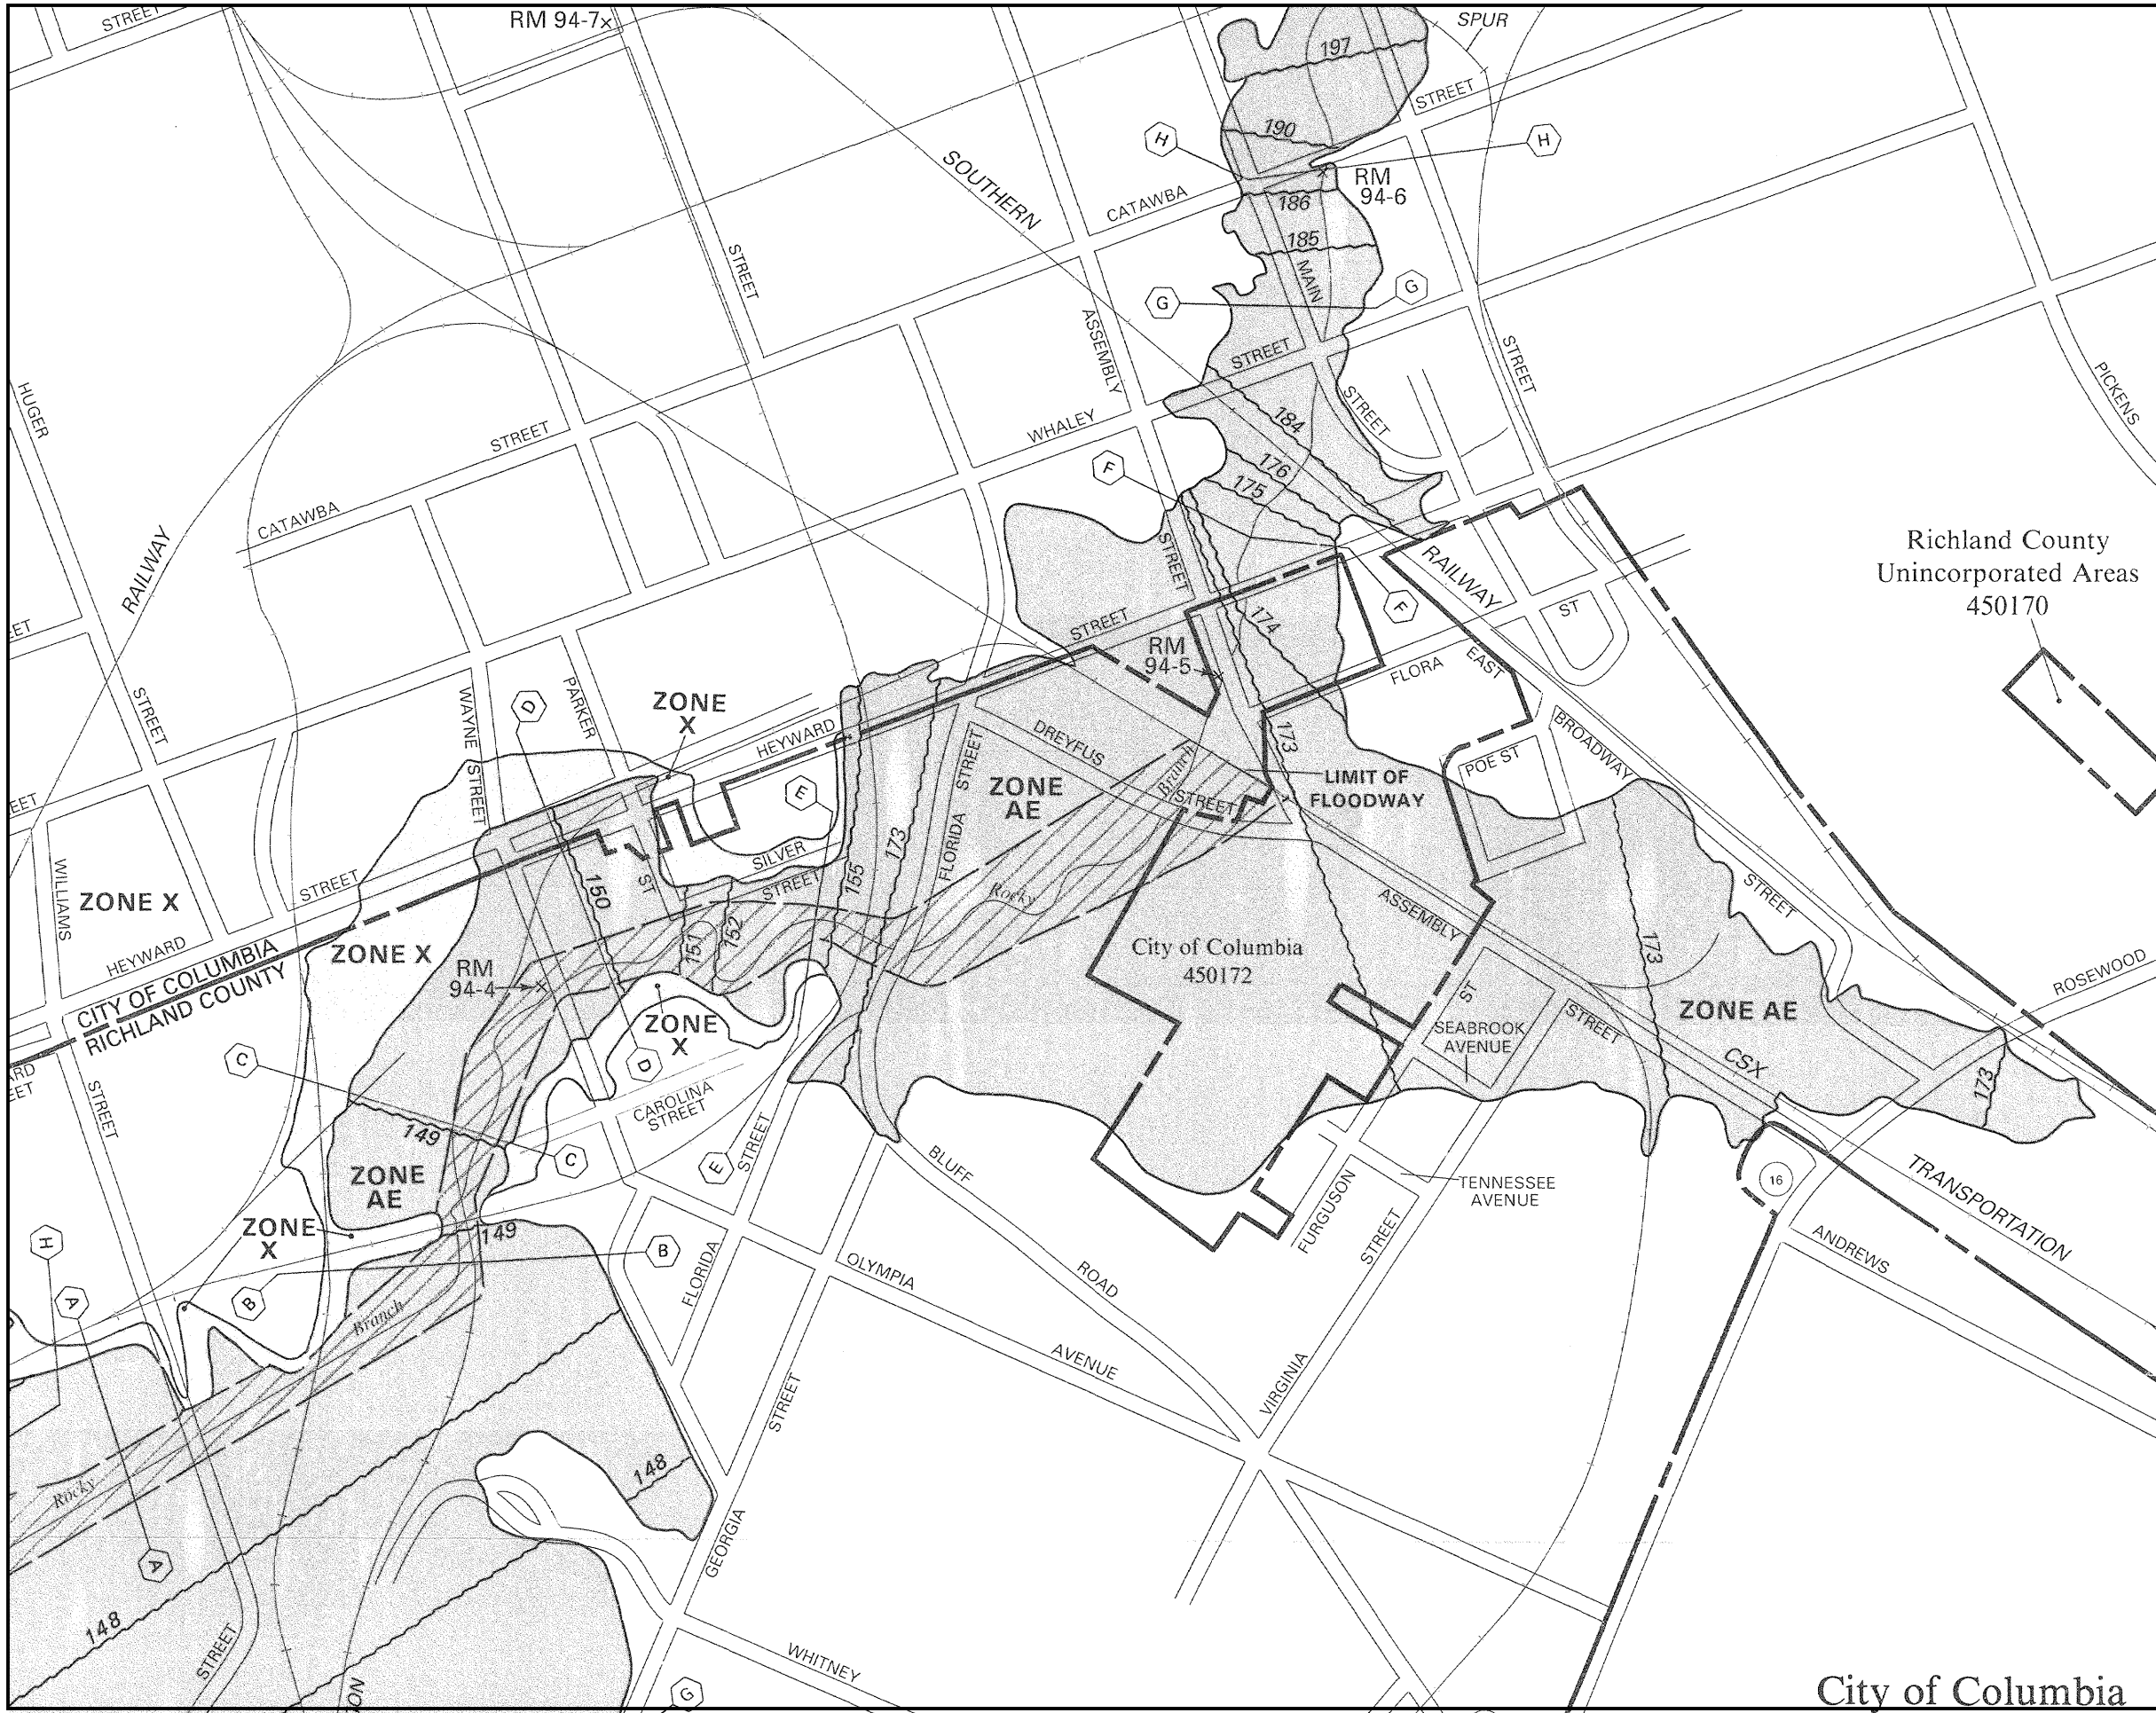 STREET
RM 94-7
SPUR
197
STREET
190
H
H
RM
94-6
SOUTHERN
CATAWBA
186
185
MAIN
STREET
G
G
ASSEMBLY
STREET
STREET
HUGER
PICKENS
STREET
184
WHALEY
STREET
CATAWBA
F
176
175
RAILWAY
Richland County
Unincorporated Areas
450170
STREET
RAILWAY
F
ST
STREET
174
RM
94-5
FLORA
EAST
WAYNE
STREET
D
PARKER
ZONE
X
STREET
HEYWARD
DREYFUS
STREET
173
BROADWAY
POE ST
Branch
LIMIT OF
FLOODWAY
ZONE
AE
STREET
E
FLORIDA
STREET
173
155
SILVER
STREET
ST
150
151
152
Rocky
WILLIAMS
ZONE X
STREET
HEYWARD
CITY OF COLUMBIA
RICHLAND COUNTY
ZONE X
RM
94-4
City of Columbia
450172
ASSEMBLY
STREET
173
STREET
ROSEWOOD
ZONE AE
ST
SEABROOK
AVENUE
CSX
TRANSPORTATION
173
ZONE
X
D
C
CAROLINA
STREET
STREET
149
C
E
STREET
BLUFF
ROAD
ZONE
AE
TENNESSEE
AVENUE
16
FURGUSON
STREET
ANDREWS
ZONE
X
149
H
A
B
B
FLORIDA
OLYMPIA
AVENUE
Branch
STREET
VIRGINIA
148
Rocky
A
GEORGIA
148
STREET
WHITNEY
G
City of Columbia